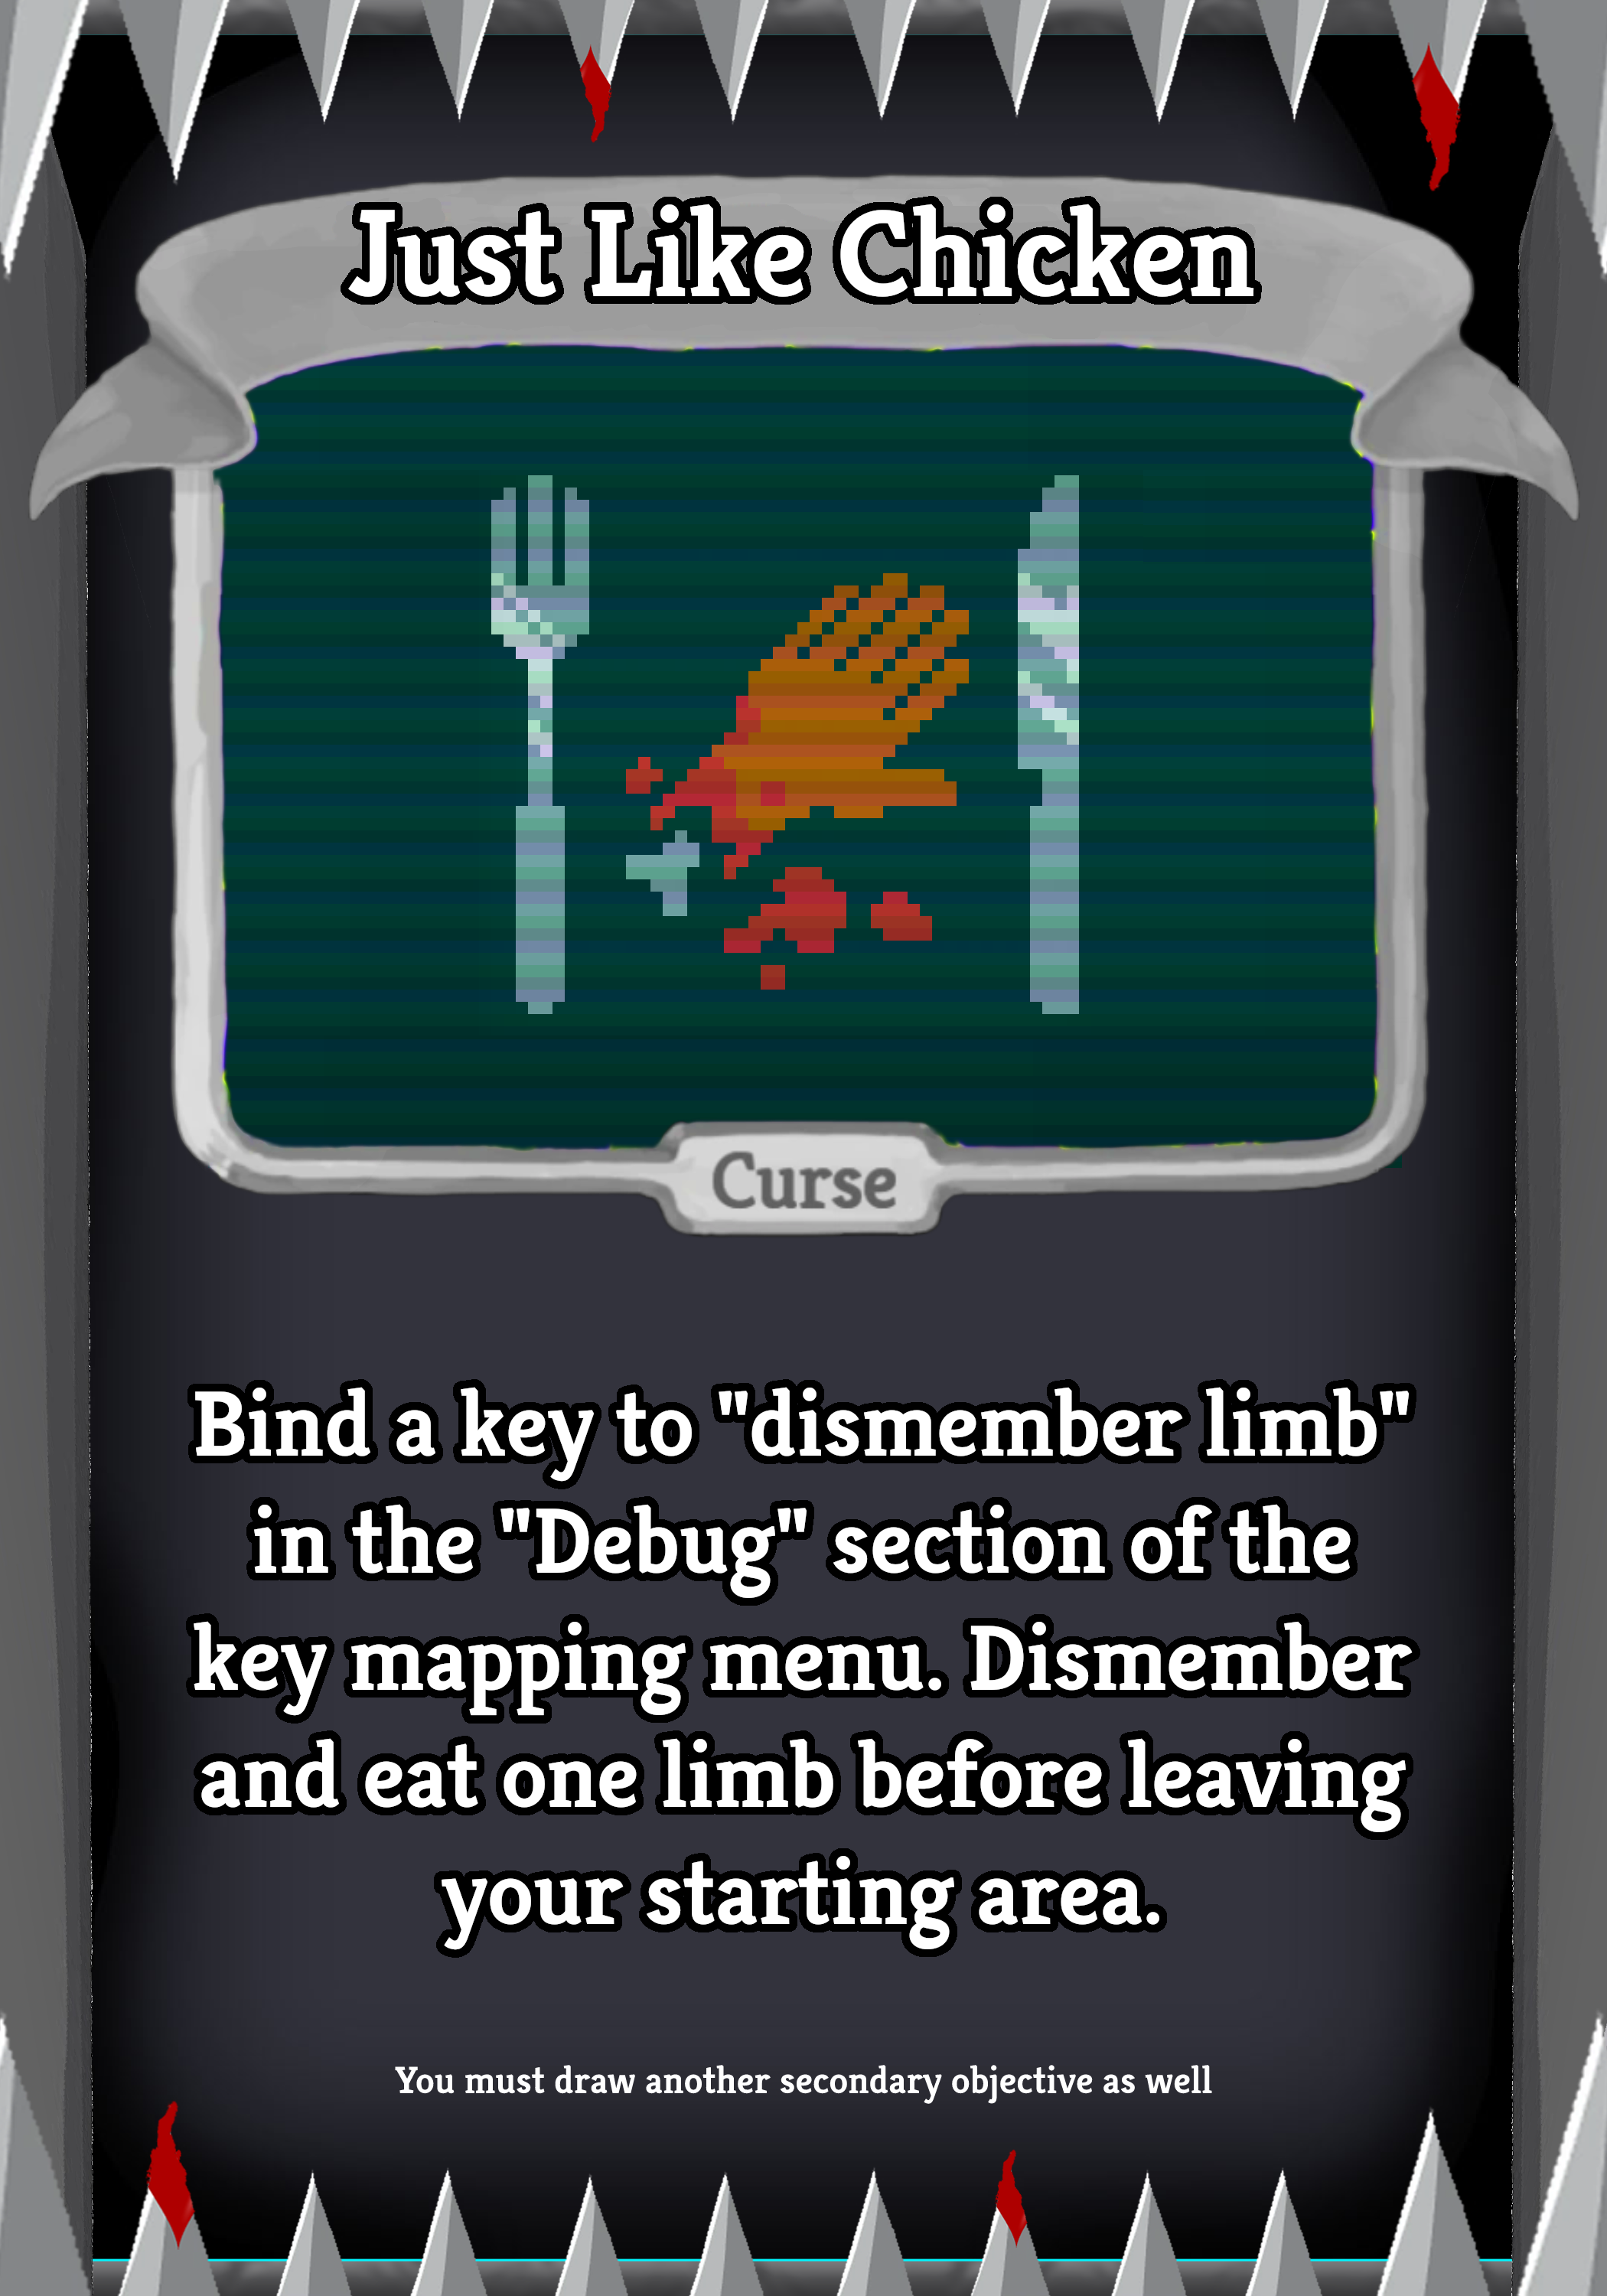 Just Like Chicken
Curse
Bind a key to "dismember limb"
in the "Debug" section of the
key mapping menu. Dismember
and eat one limb before leaving
your starting area.
You must draw another secondary objective as well